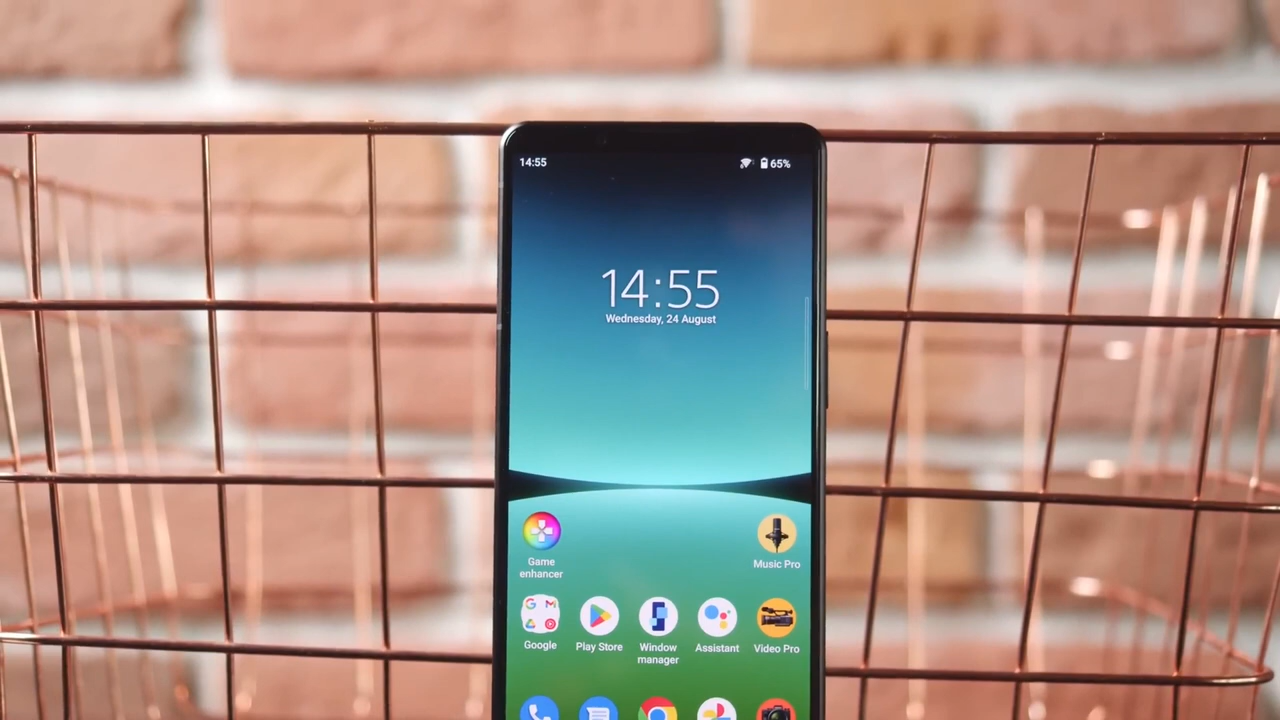 14:55
65%
14:55
Wednesday, 24 August
Game
enhancer
Music Pro
Google
Play Store
Window
manager
Assistant
Video Pro